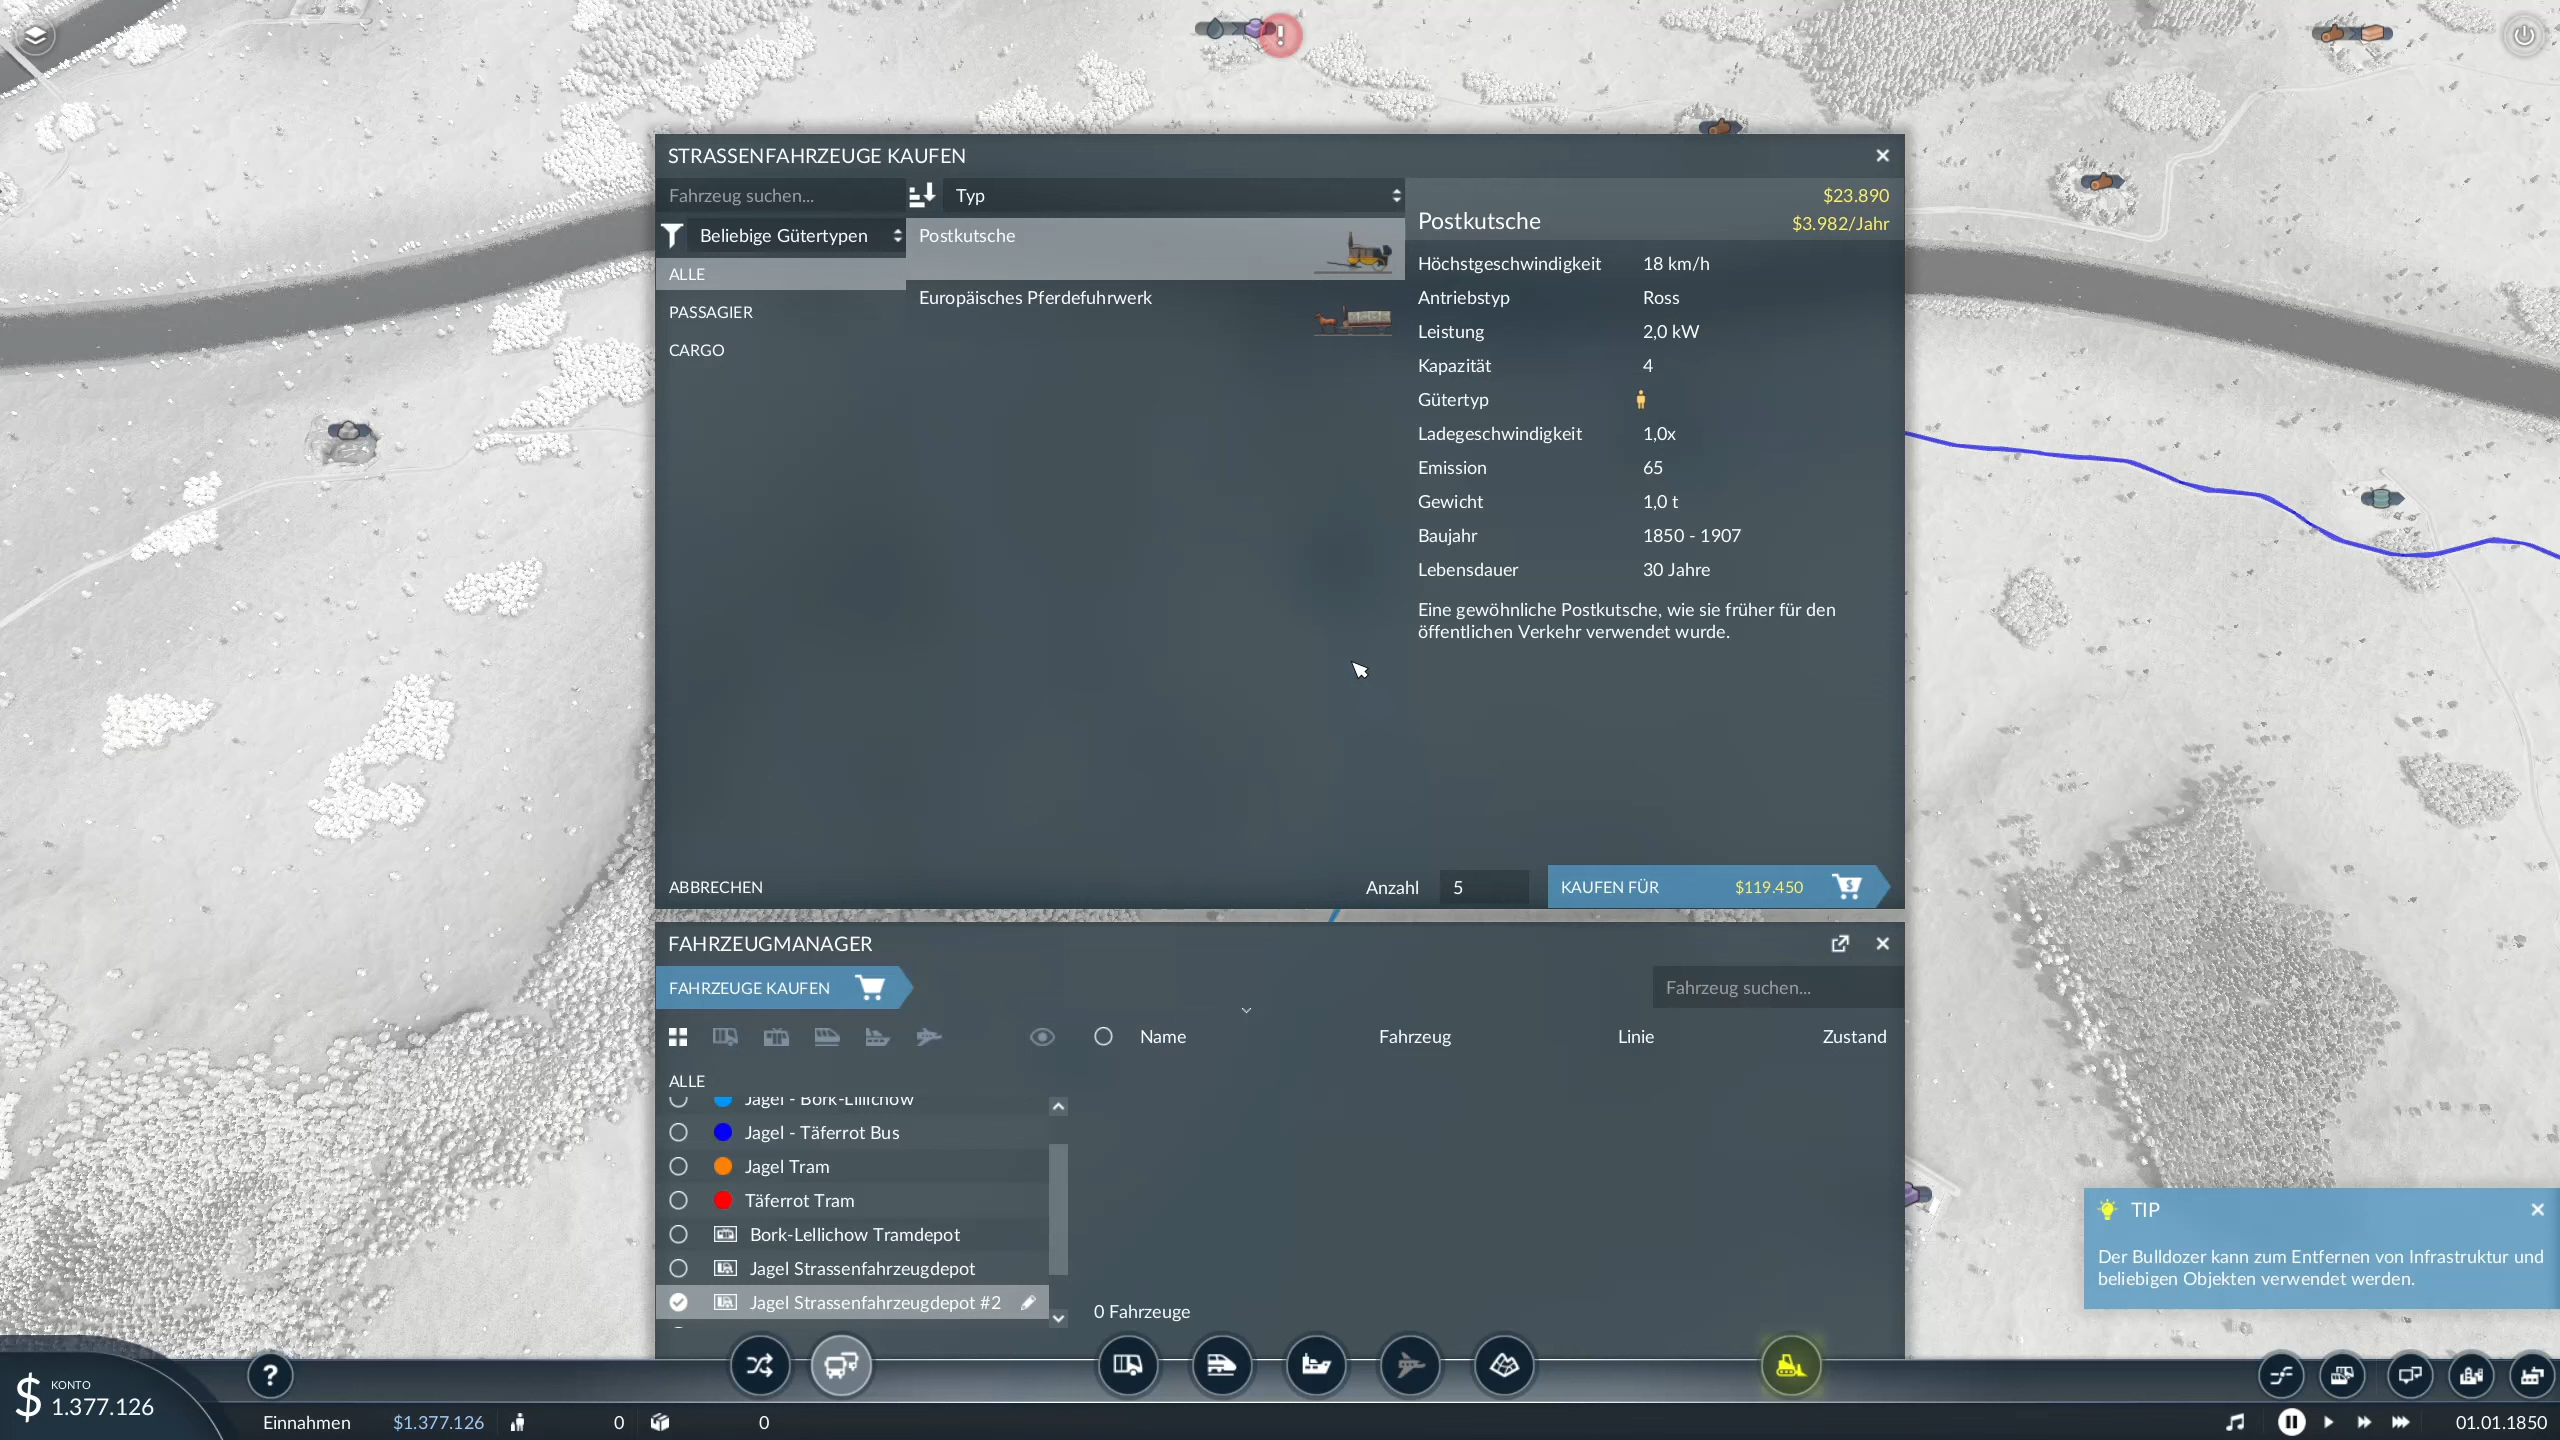 STRASSENFAHRZEUGE KAUFEN
Fahrzeug suchen...
Typ
Beliebige Gütertypen
ALLE
PASSAGIER
CARGO
Postkutsche
Europäisches Pferdefuhrwerk
$23.890
Postkutsche
$3.982/Jahr
Höchstgeschwindigkeit 18 km/h
Antriebstyp Ross
Leistung 2,0 kW
Kapazität 4
Gütertyp
Ladegeschwindigkeit 1,0x
Emission 65
Gewicht 1,0 t
Baujahr 1850 - 1907
Lebensdauer 30 Jahre
Eine gewöhnliche Postkutsche, wie sie früher für den
öffentlichen Verkehr verwendet wurde.
ABBRECHEN
Anzahl 5
KAUFEN FÜR $119.450
FAHRZEUGMANAGER
FAHRZEUGE KAUFEN
Fahrzeug suchen...
Name Fahrzeug Linie Zustand
ALLE
Jagel - Bork-Lellichow
Jagel - Täferrot Bus
Jagel Tram
Täferrot Tram
Bork-Lellichow Tramdepot
Jagel Strassenfahrzeugdepot
Jagel Strassenfahrzeugdepot #2
0 Fahrzeuge
TIP
Der Bulldozer kann zum Entfernen von Infrastruktur und
beliebigen Objekten verwendet werden.
?
$ KONTO
1.377.126
Einnahmen $1.377.126 0 0
01.01.1850